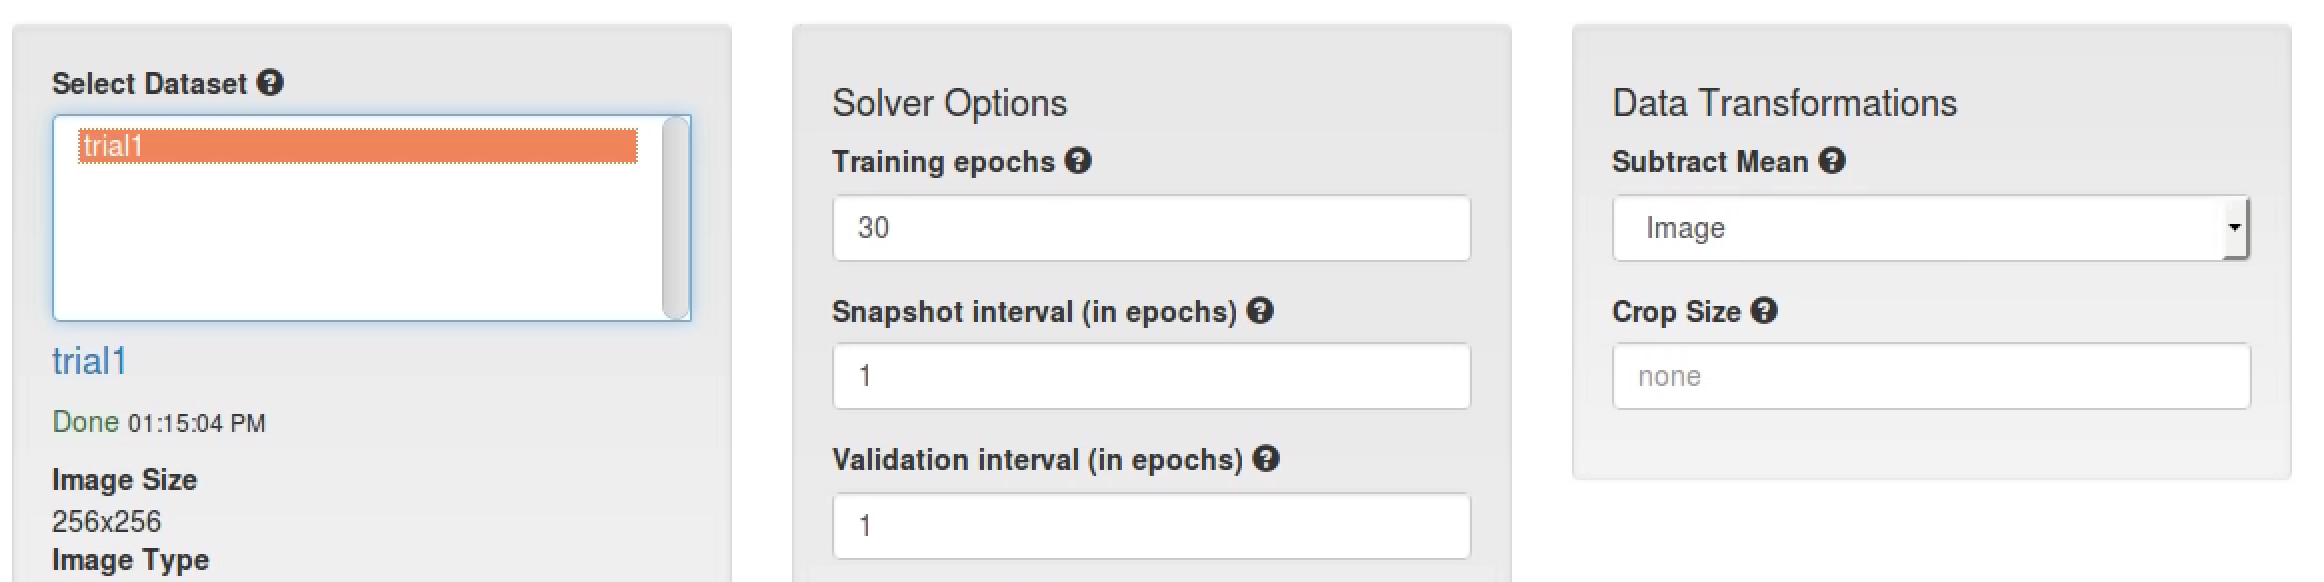 Select Dataset ?
trial1
trial1
Done 01:15:04 PM
Image Size
256x256
Image Type
Solver Options
Training epochs ?
30
Snapshot interval (in epochs) ?
1
Validation interval (in epochs) ?
1
Data Transformations
Subtract Mean ?
Image
Crop Size ?
none